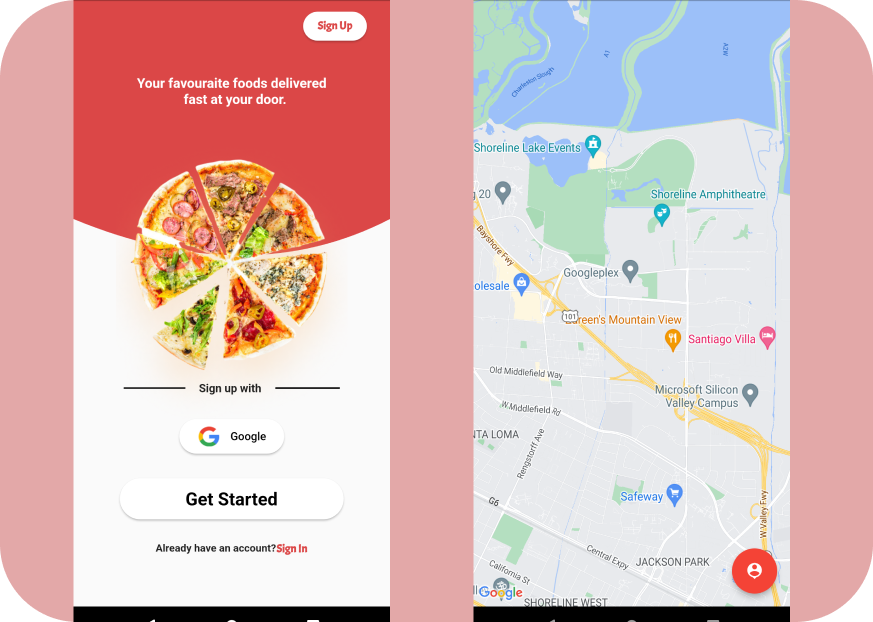 Sign Up
Your favouraite foods delivered
fast at your door.
Sign up with
Google
Get Started
Already have an account?Sign In
Charleston Slough
A1
A2W
Shoreline Lake Events
g 20
Shoreline Amphitheatre
Bayshore Fwy
Googleplex
olesale
101
een's Mountain View
Santiago Villa
Old Middlefield Way
Microsoft Silicon
Valley Campus
W.Middlefield Rd
NTA LOMA
Rengstorff Ave
G6
Safeway
W Valley Fwy
Central Expy
JACKSON PARK
California St
Google
SHORELINE WEST